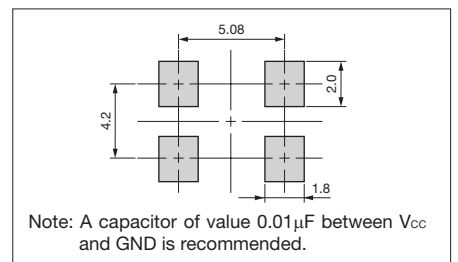 5.08
2.0
4.2
1.8
Note: A capacitor of value 0.01μF between Vcc
and GND is recommended.